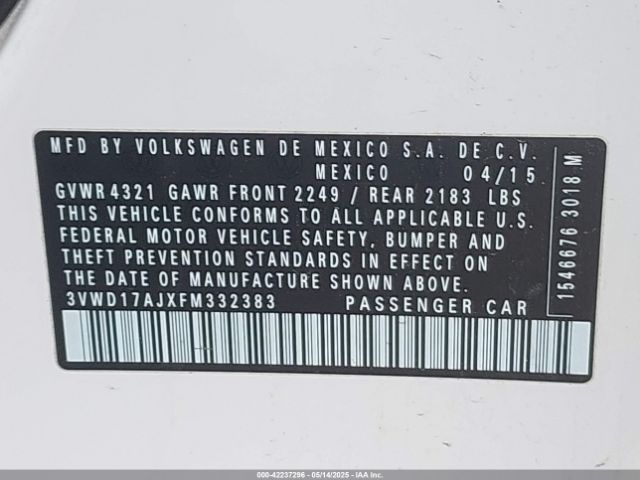 MFD BY VOLKSWAGEN DE MEXICO S.A. DE C.V.
MEXICO 04/15
GVWR 4321 GAWR FRONT 2249 / REAR 2183 LBS
THIS VEHICLE CONFORMS TO ALL APPLICABLE U.S.
FEDERAL MOTOR VEHICLE SAFETY, BUMPER AND
THEFT PREVENTION STANDARDS IN EFFECT ON
THE DATE OF MANUFACTURE SHOWN ABOVE.
3VWD17AJXFM332383 PASSENGER CAR
1546676 3018 M
000-42237296 - 05/14/2025 - IAAI.COM